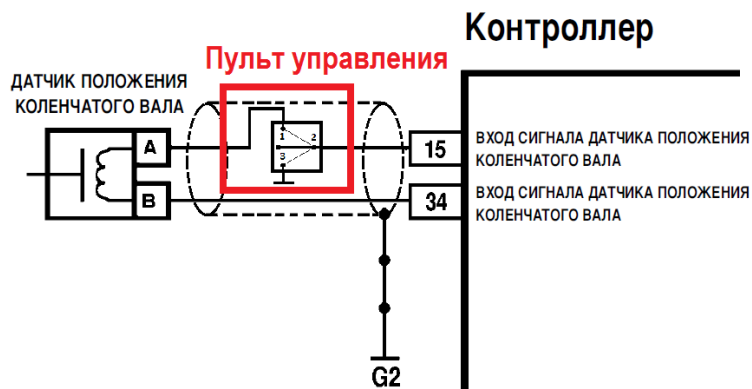 Контроллер
Пульт управления
ДАТЧИК ПОЛОЖЕНИЯ
КОЛЕНЧАТОГО ВАЛА
1
2
3
A
B
15
34
ВХОД СИГНАЛА ДАТЧИКА ПОЛОЖЕНИЯ
КОЛЕНЧАТОГО ВАЛА
ВХОД СИГНАЛА ДАТЧИКА ПОЛОЖЕНИЯ
КОЛЕНЧАТОГО ВАЛА
G2